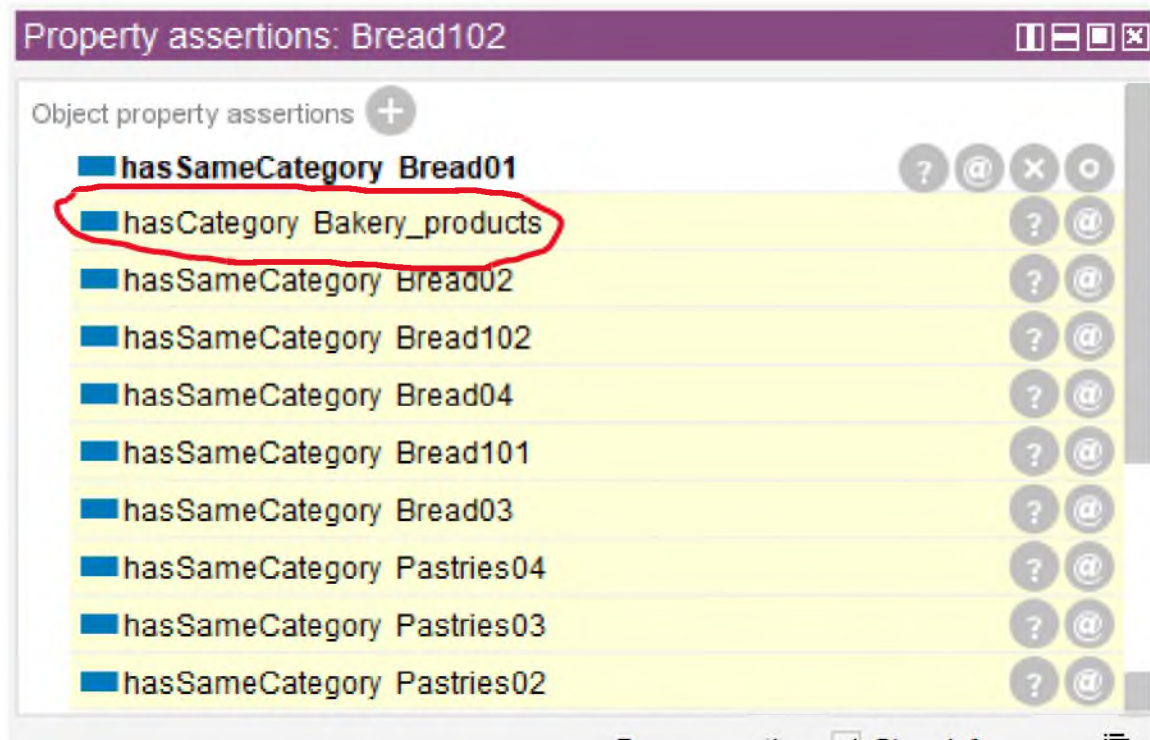 Property assertions: Bread102
Object property assertions
hasSameCategory Bread01
hasCategory Bakery_products
hasSameCategory Bread02
hasSameCategory Bread102
hasSameCategory Bread04
hasSameCategory Bread101
hasSameCategory Bread03
hasSameCategory Pastries04
hasSameCategory Pastries03
hasSameCategory Pastries02